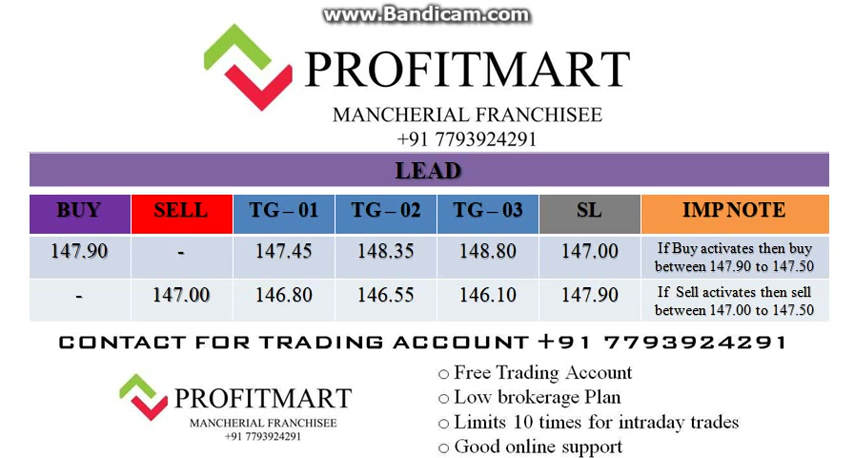 www.Bandicam.com
PROFITMART
MANCHERIAL FRANCHISEE
+91 7793924291
LEAD
BUY SELL TG – 01 TG – 02 TG – 03 SL IMP NOTE
147.90 - 147.45 148.35 148.80 147.00 If Buy activates then buy
between 147.90 to 147.50
- 147.00 146.80 146.55 146.10 147.90 If Sell activates then sell
between 147.00 to 147.50
CONTACT FOR TRADING ACCOUNT +91 7793924291
PROFITMART
MANCHERIAL FRANCHISEE
+91 7793924291
o Free Trading Account
o Low brokerage Plan
o Limits 10 times for intraday trades
o Good online support